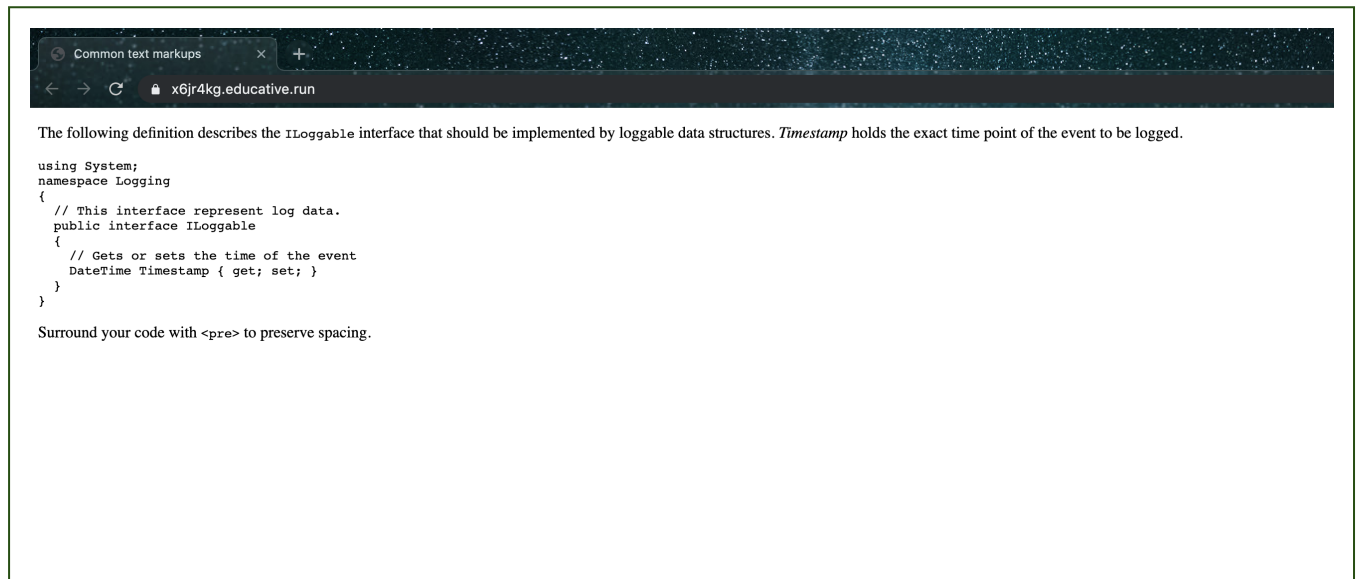 Common text markups
x6jr4kg.educative.run
The following definition describes the ILoggable interface that should be implemented by loggable data structures. Timestamp holds the exact time point of the event to be logged.
using System;
namespace Logging
{
  // This interface represent log data.
  public interface ILoggable
  {
    // Gets or sets the time of the event
    DateTime Timestamp { get; set; }
  }
}
Surround your code with <pre> to preserve spacing.